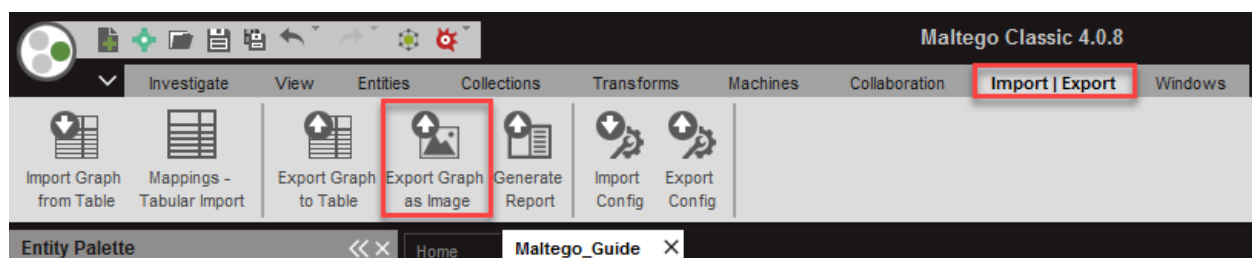 Maltego Classic 4.0.8
Investigate View Entities Collections Transforms Machines Collaboration Import | Export Windows
Import Graph from Table
Mappings - Tabular Import
Export Graph to Table
Export Graph as Image
Generate Report
Import Config
Export Config
Entity Palette
Home
Maltego_Guide